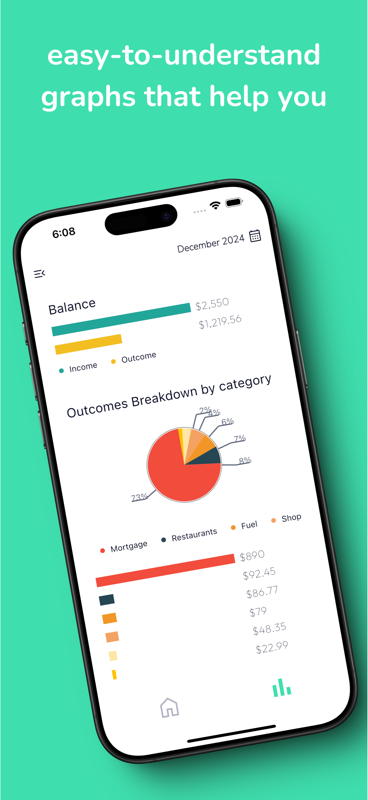 easy-to-understand
graphs that help you
6:08
December 2024
Balance
$2,550
$1,219.56
Income Outcome
Outcomes Breakdown by category
2%
4%
6%
7%
8%
73%
Mortgage Restaurants Fuel Shop
$890
$92.45
$86.77
$79
$48.35
$22.99